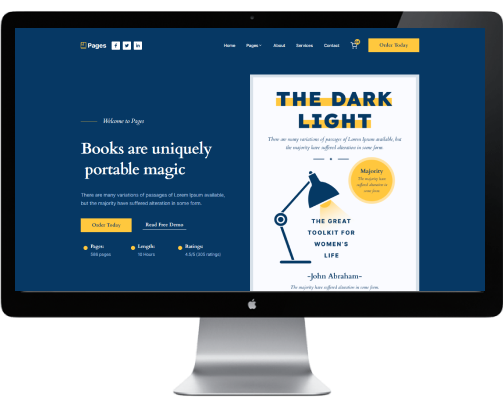 Pages
Home Pages About Services Contact
Order Today
Welcome to Pages
Books are uniquely
portable magic
There are many variations of passages of Lorem Ipsum available,
but the majority have suffered alteration in some form.
Order Today Read Free Demo
Pages: Length: Ratings:
586 pages 10 Hours 4.5/5 (305 ratings)
THE DARK
LIGHT
There are many variations of passages of Lorem Ipsum available, but
the majority have suffered alteration in some form
Majority
The majority have
suffered alteration in
some form
THE GREAT
TOOLKIT FOR
WOMEN'S
LIFE
~John Abraham~
The majority have suffered alteration in some form.